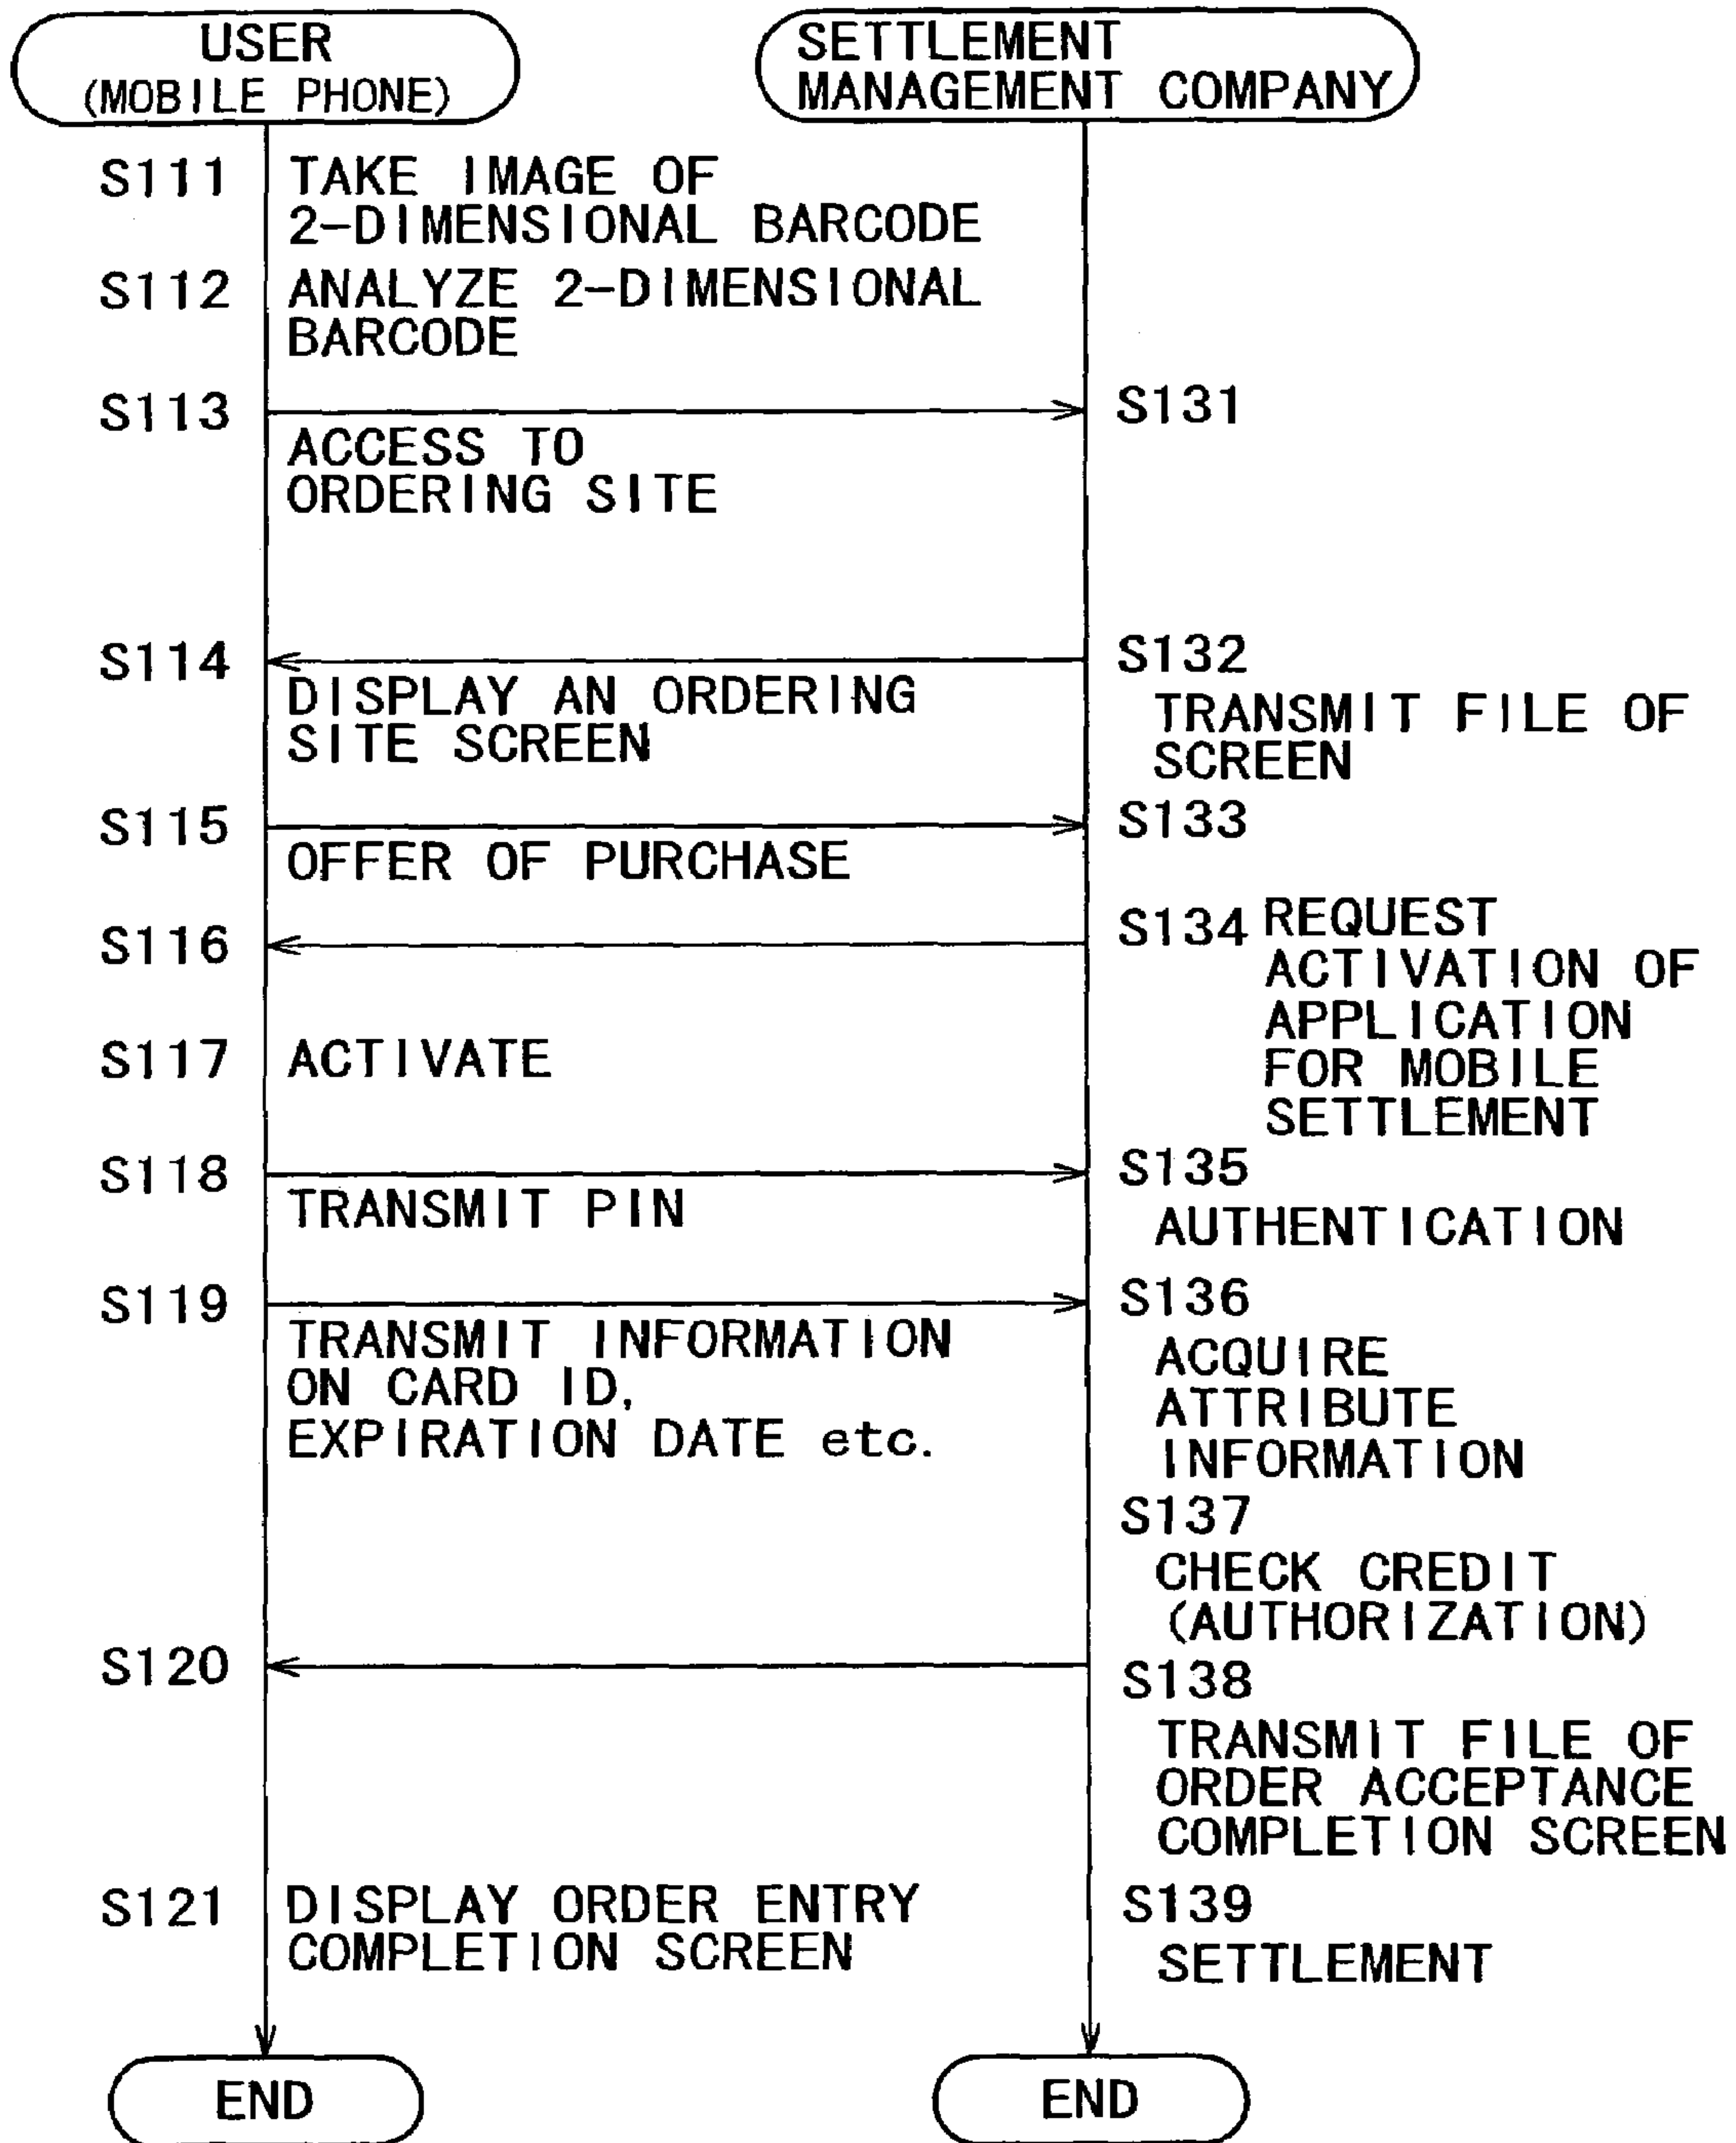 USER
(MOBILE PHONE)
SETTLEMENT
MANAGEMENT COMPANY
S111 TAKE IMAGE OF
2-DIMENSIONAL BARCODE
S112 ANALYZE 2-DIMENSIONAL
BARCODE
S113
S131
ACCESS TO
ORDERING SITE
S114
S132
DISPLAY AN ORDERING
SITE SCREEN
TRANSMIT FILE OF
SCREEN
S115
S133
OFFER OF PURCHASE
S116
S134 REQUEST
ACTIVATION OF
APPLICATION
FOR MOBILE
SETTLEMENT
S117 ACTIVATE
S118
S135
TRANSMIT PIN
AUTHENTICATION
S119
S136
TRANSMIT INFORMATION
ON CARD ID,
EXPIRATION DATE etc.
ACQUIRE
ATTRIBUTE
INFORMATION
S137
CHECK CREDIT
(AUTHORIZATION)
S120
S138
TRANSMIT FILE OF
ORDER ACCEPTANCE
COMPLETION SCREEN
S121 DISPLAY ORDER ENTRY
COMPLETION SCREEN
S139
SETTLEMENT
END
END